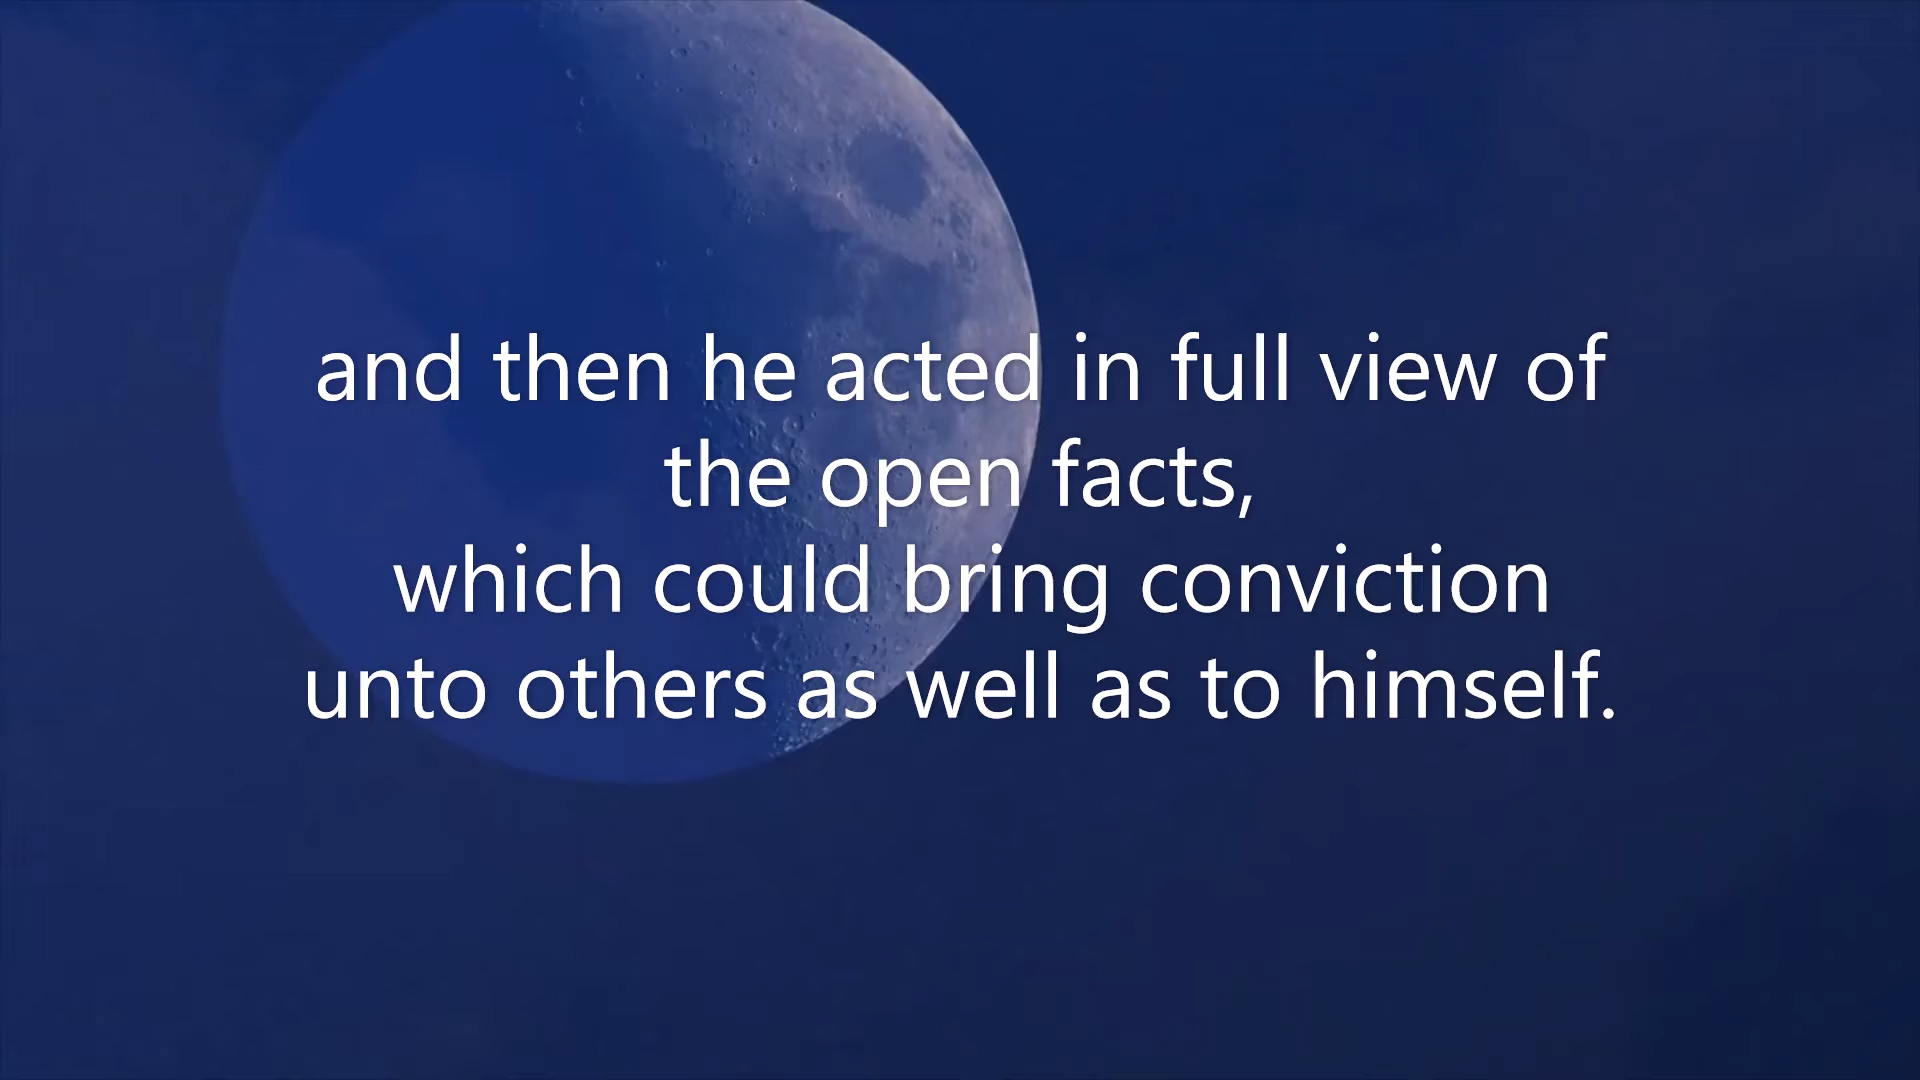 and then he acted in full view of
the open facts,
which could bring conviction
unto others as well as to himself.